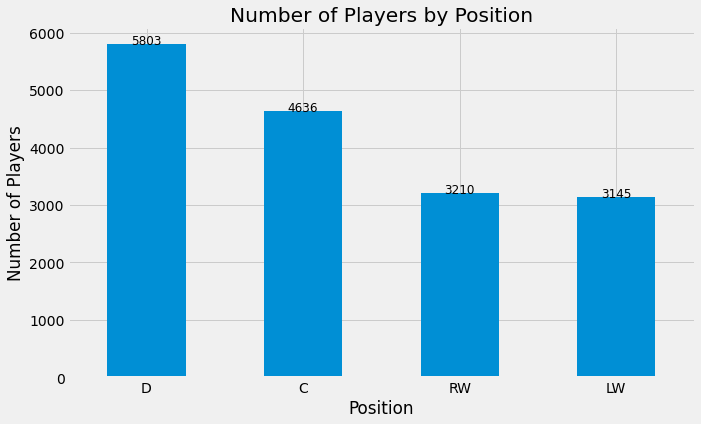 Number of Players by Position
Number of Players
6000
5000
4000
3000
2000
1000
0
5803
4636
3210
3145
D
C
RW
LW
Position